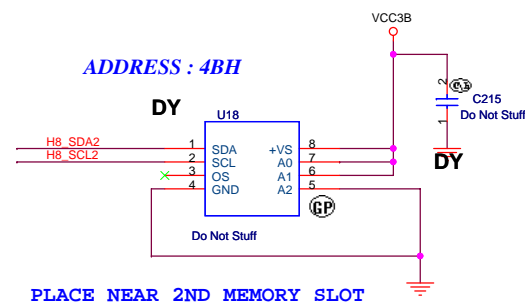 VCC3B
ADDRESS : 4BH
DY
U18
2
C215
Do Not Stuff
1
DY
H8_SDA2
H8_SCL2
1 SDA +VS 8
2 SCL A0 7
3 OS A1 6
4 GND A2 5
GP
Do Not Stuff
PLACE NEAR 2ND MEMORY SLOT